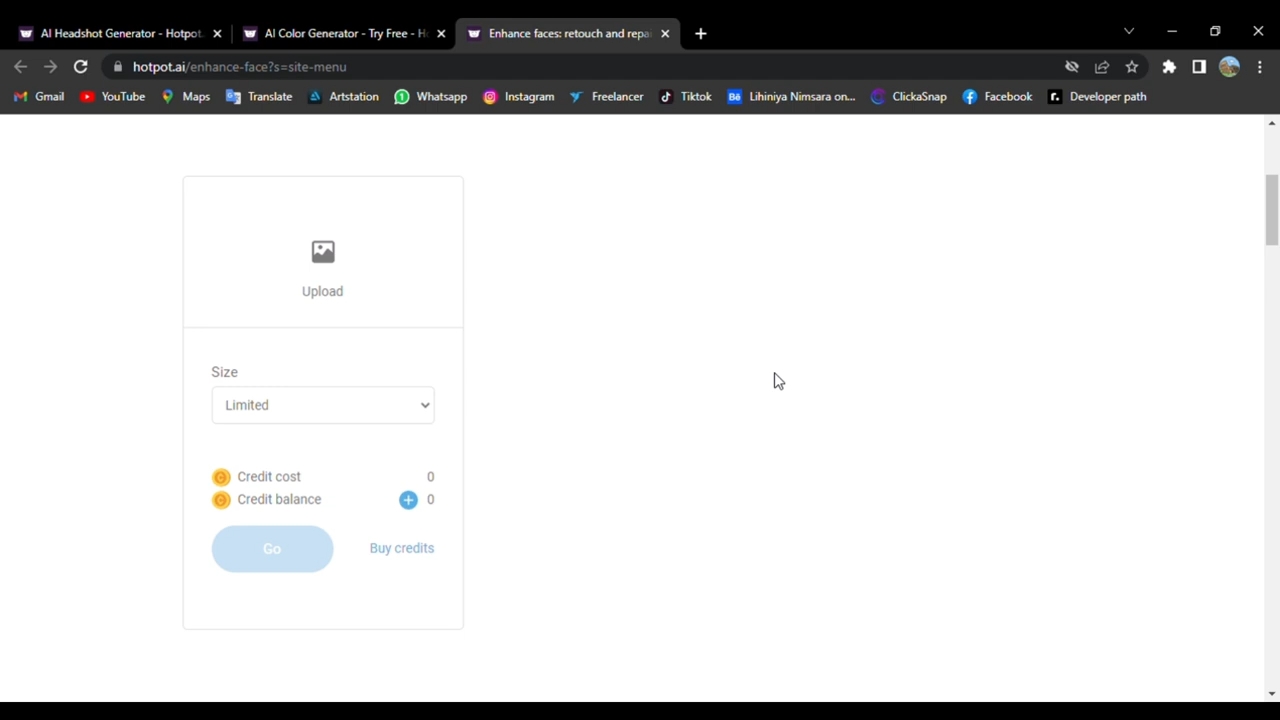 AI Headshot Generator - Hotpot.
AI Color Generator - Try Free - H
Enhance faces: retouch and repai
hotpot.ai/enhance-face?s=site-menu
Gmail YouTube Maps Translate Artstation Whatsapp Instagram Freelancer Tiktok Bē Lihiniya Nimsara on... ClickaSnap Facebook r. Developer path
Upload
Size
Limited
Credit cost 0
Credit balance + 0
Go Buy credits